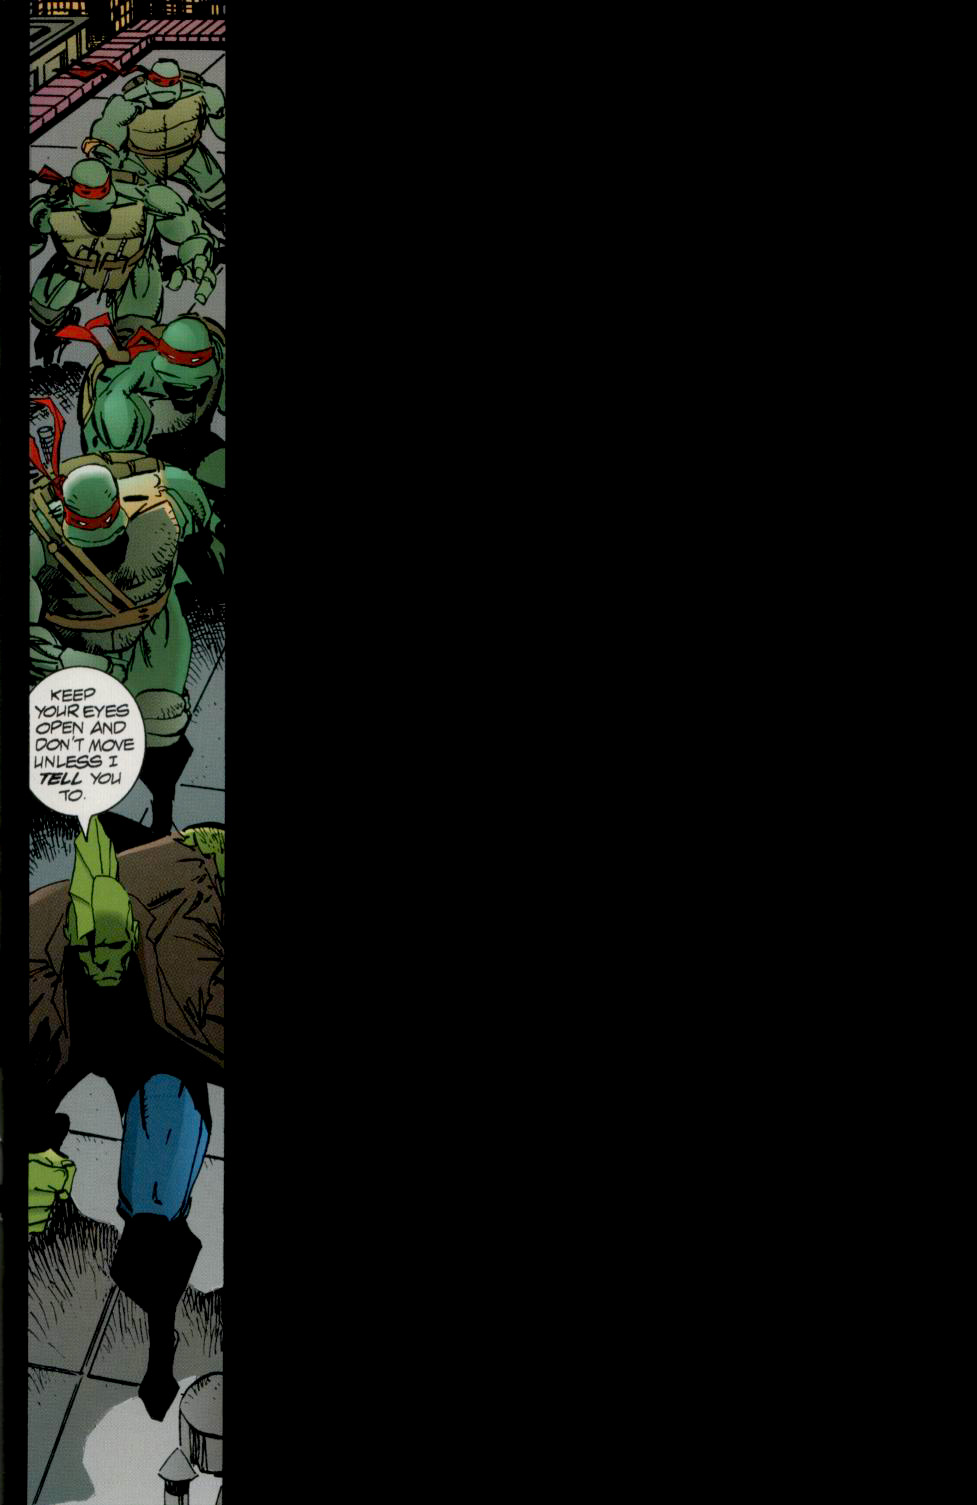 KEEP
YOUR EYES
OPEN AND
DON'T MOVE
UNLESS I
TELL YOU
TO.